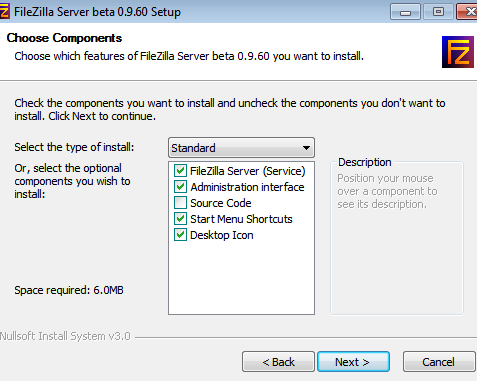 FileZilla Server beta 0.9.60 Setup
Choose Components
Choose which features of FileZilla Server beta 0.9.60 you want to install.
FZ
Check the components you want to install and uncheck the components you don't want to
install. Click Next to continue.
Select the type of install:
Standard
Or, select the optional
components you wish to
install:
FileZilla Server (Service)
Administration interface
Source Code
Start Menu Shortcuts
Desktop Icon
Description
Position your mouse
over a component to
see its description.
Space required: 6.0MB
Nullsoft Install System v3.0
< Back
Next >
Cancel